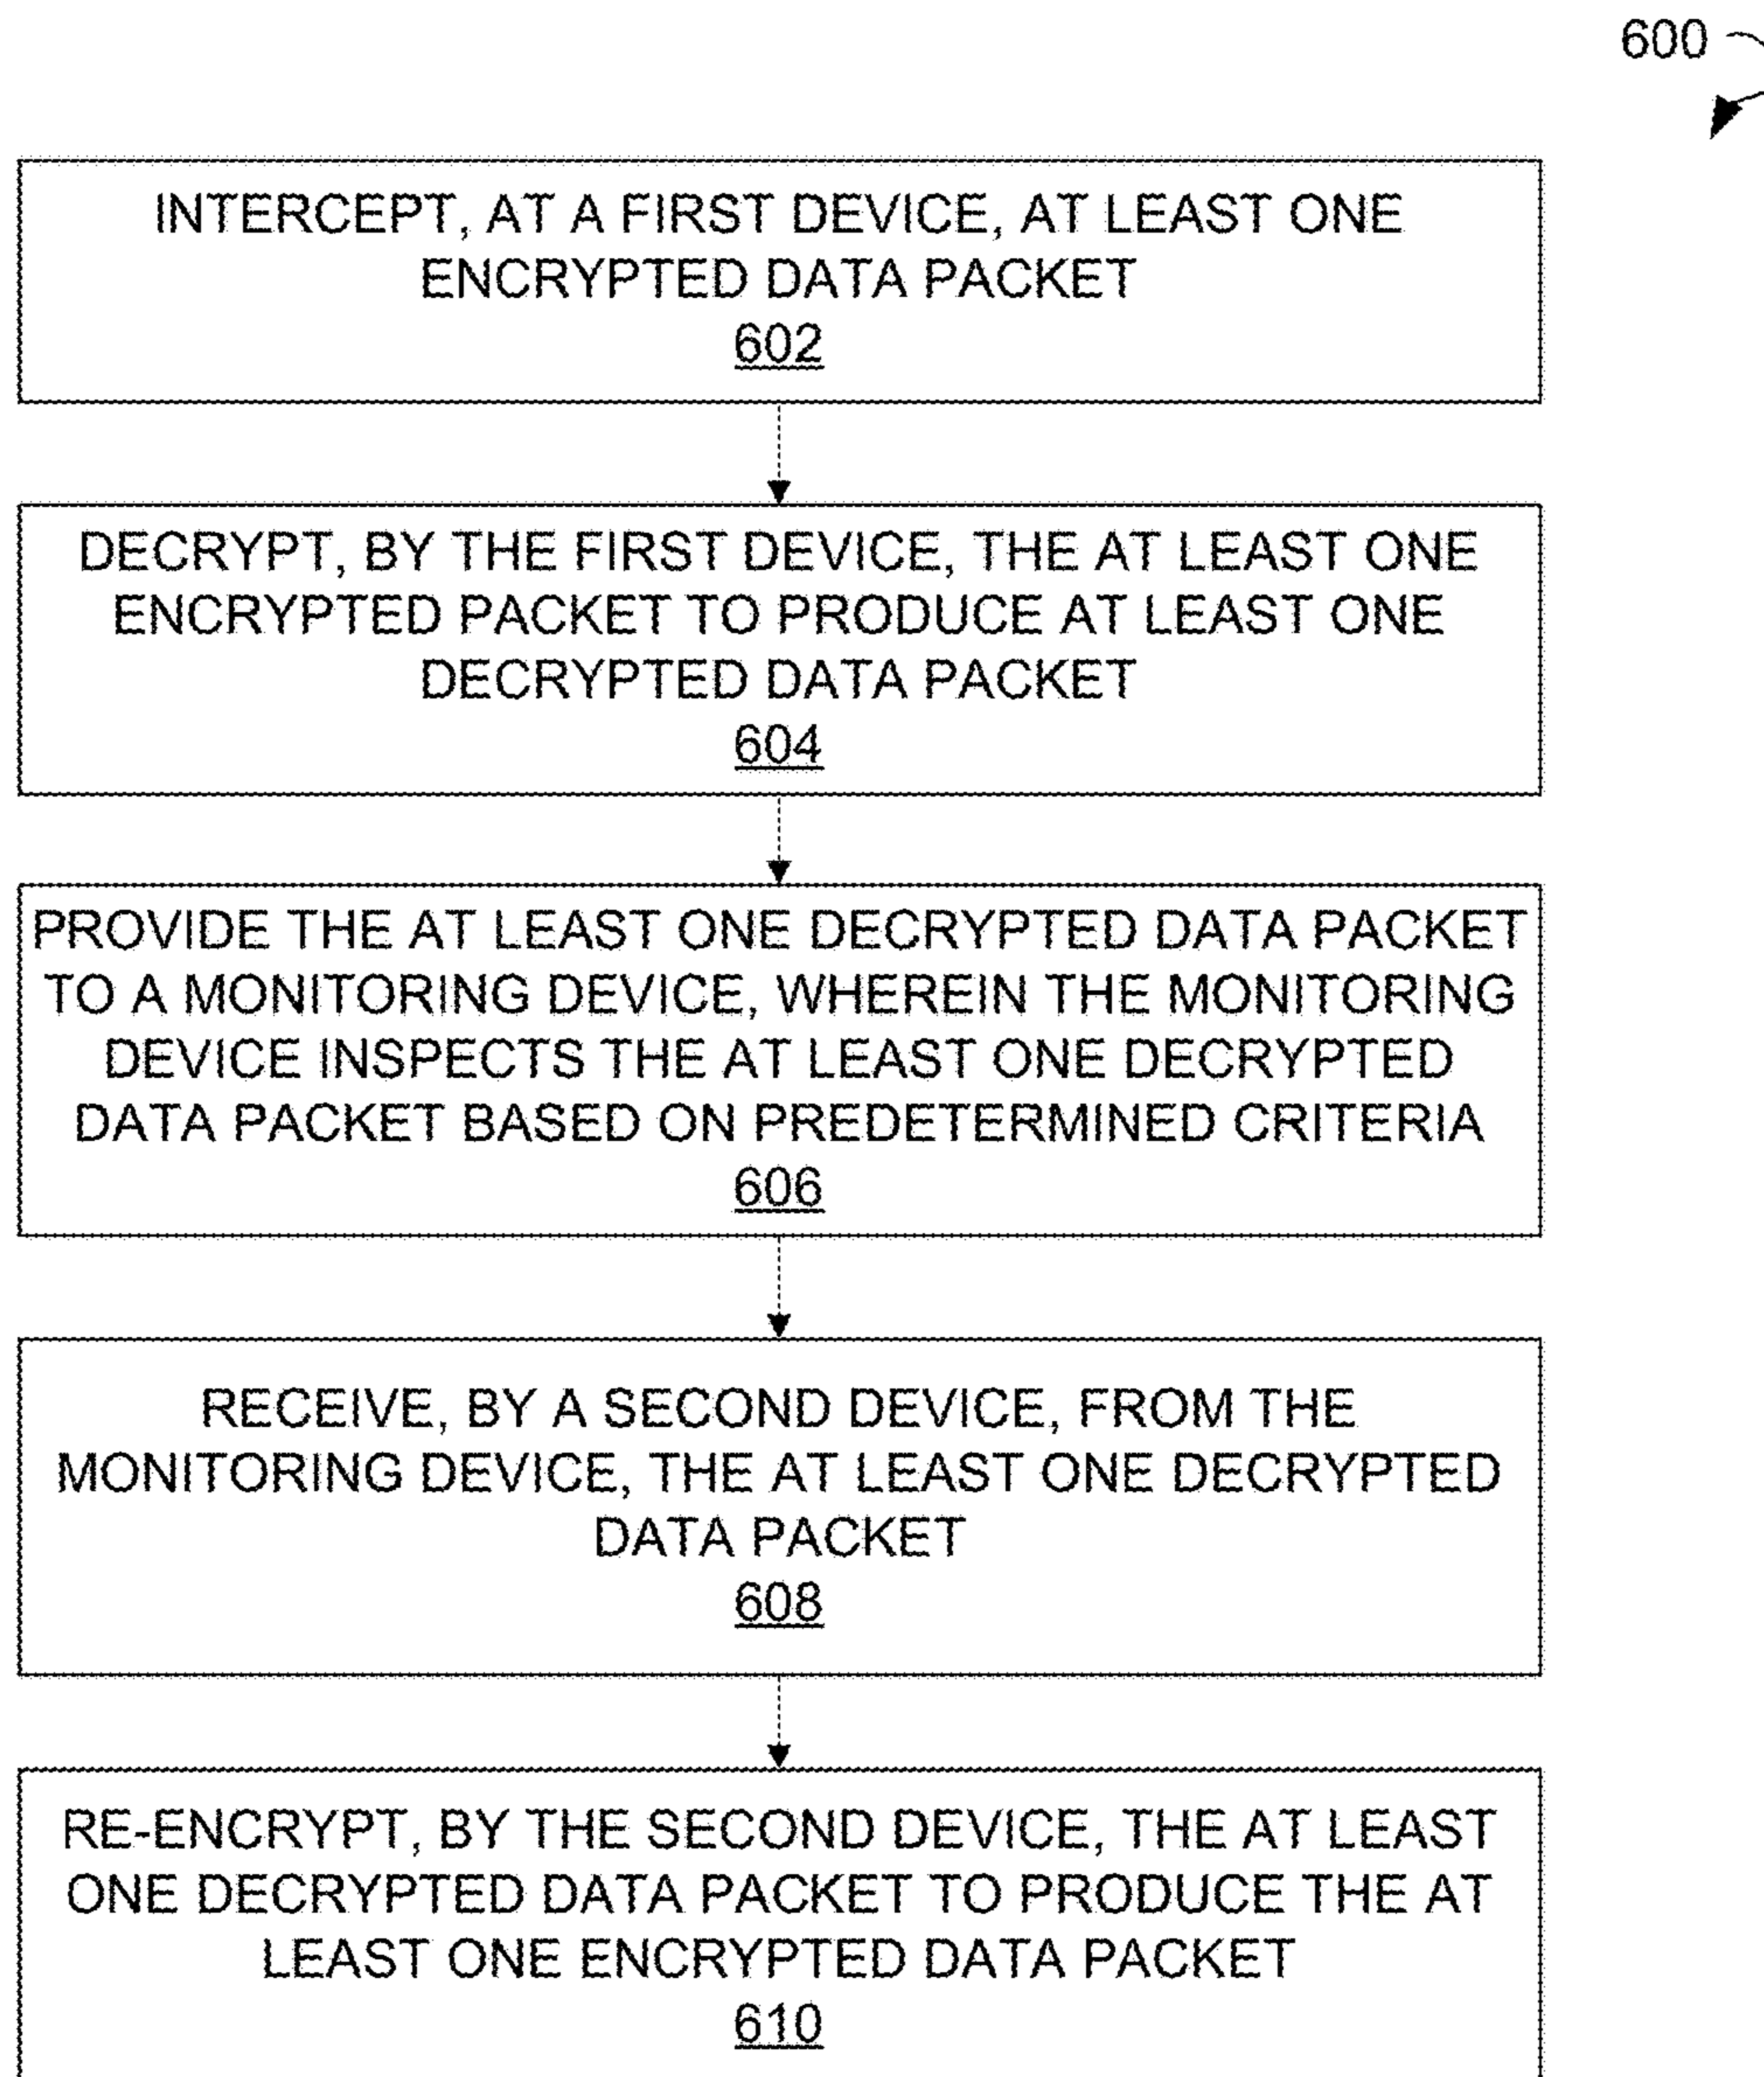 600
INTERCEPT, AT A FIRST DEVICE, AT LEAST ONE
ENCRYPTED DATA PACKET
602
DECRYPT, BY THE FIRST DEVICE, THE AT LEAST ONE
ENCRYPTED PACKET TO PRODUCE AT LEAST ONE
DECRYPTED DATA PACKET
604
PROVIDE THE AT LEAST ONE DECRYPTED DATA PACKET
TO A MONITORING DEVICE, WHEREIN THE MONITORING
DEVICE INSPECTS THE AT LEAST ONE DECRYPTED
DATA PACKET BASED ON PREDETERMINED CRITERIA
606
RECEIVE, BY A SECOND DEVICE, FROM THE
MONITORING DEVICE, THE AT LEAST ONE DECRYPTED
DATA PACKET
608
RE-ENCRYPT, BY THE SECOND DEVICE, THE AT LEAST
ONE DECRYPTED DATA PACKET TO PRODUCE THE AT
LEAST ONE ENCRYPTED DATA PACKET
610